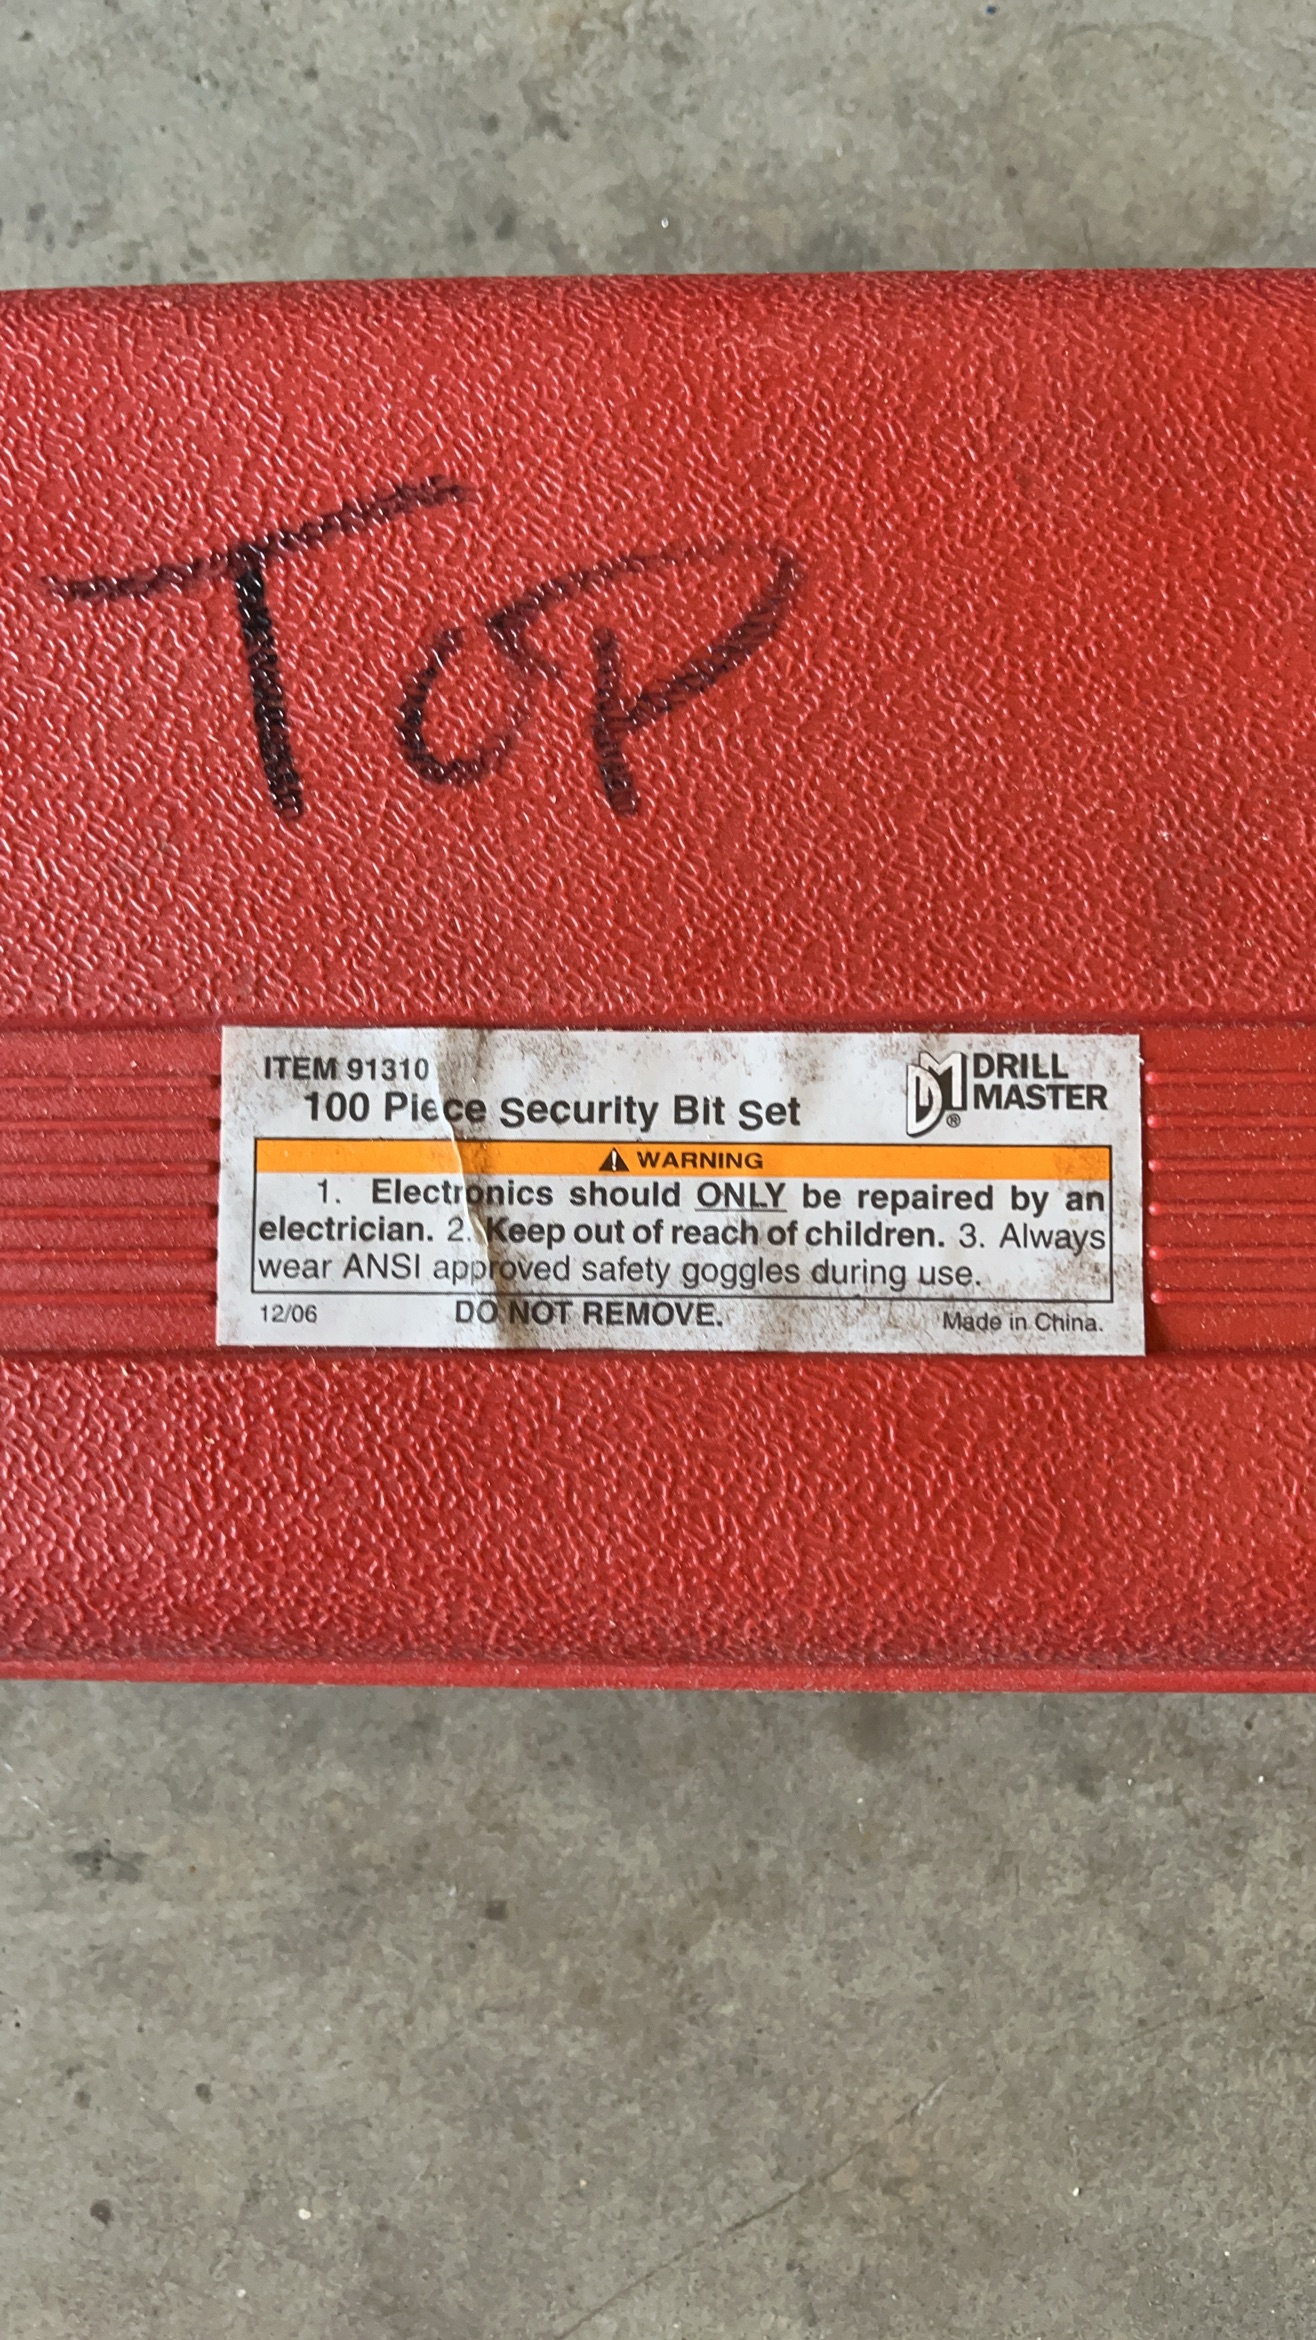 TOP
ITEM 91310
100 Piece Security Bit Set
DM® DRILL
MASTER
WARNING
1. Electronics should ONLY be repaired by an
electrician. 2. Keep out of reach of children. 3. Always
wear ANSI approved safety goggles during use.
12/06 DO NOT REMOVE. Made in China.